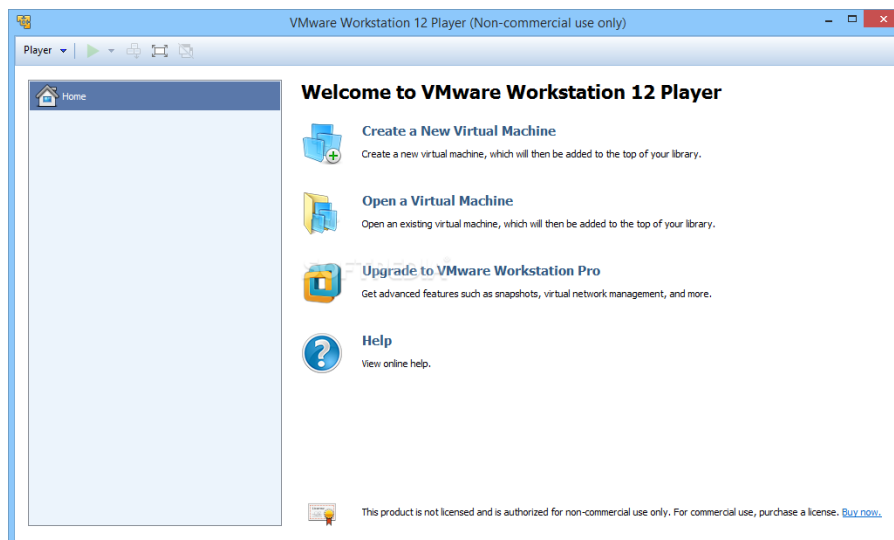 VMware Workstation 12 Player (Non-commercial use only)
Player
Home
Welcome to VMware Workstation 12 Player
Create a New Virtual Machine
Create a new virtual machine, which will then be added to the top of your library.
Open a Virtual Machine
Open an existing virtual machine, which will then be added to the top of your library.
SOFTPEDIA
Upgrade to VMware Workstation Pro
Get advanced features such as snapshots, virtual network management, and more.
Help
View online help.
This product is not licensed and is authorized for non-commercial use only. For commercial use, purchase a license. Buy now.